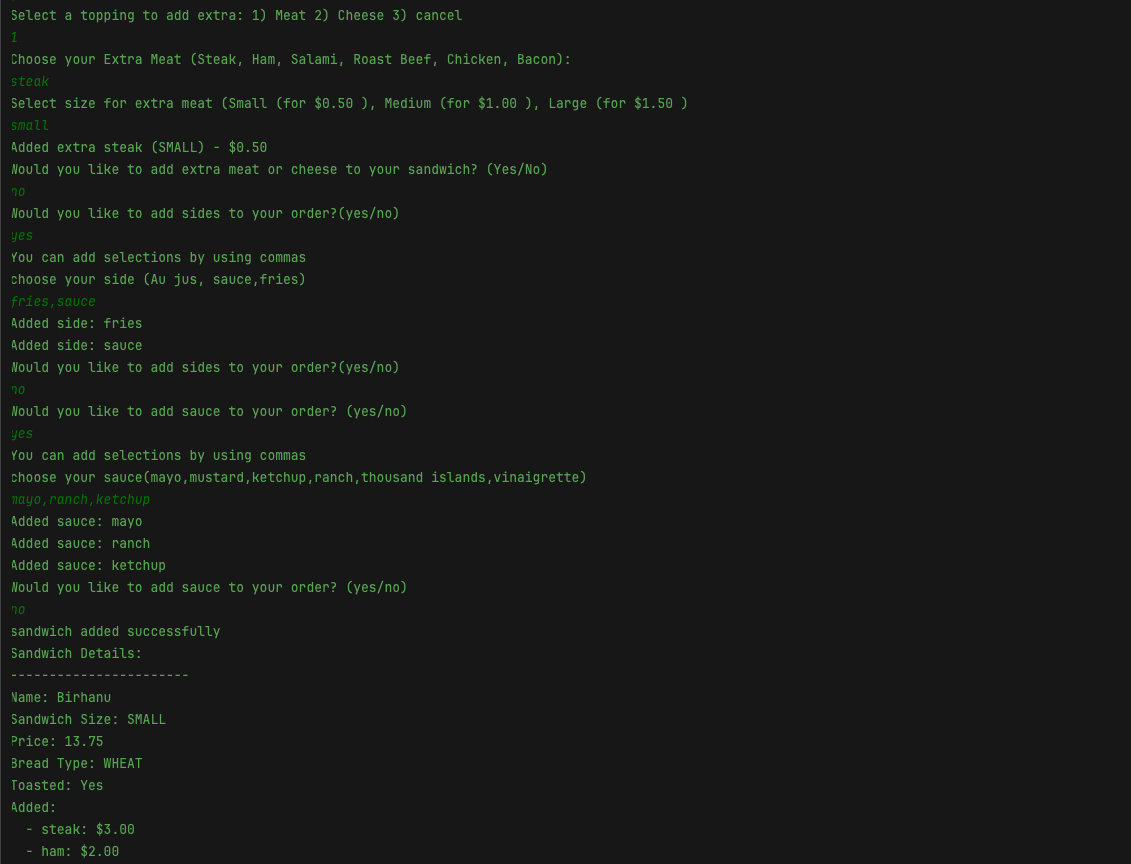 Select a topping to add extra: 1) Meat 2) Cheese 3) cancel
1
Choose your Extra Meat (Steak, Ham, Salami, Roast Beef, Chicken, Bacon):
steak
Select size for extra meat (Small (for $0.50 ), Medium (for $1.00 ), Large (for $1.50 )
small
Added extra steak (SMALL) - $0.50
Would you like to add extra meat or cheese to your sandwich? (Yes/No)
no
Would you like to add sides to your order?(yes/no)
yes
You can add selections by using commas
choose your side (Au jus, sauce,fries)
fries,sauce
Added side: fries
Added side: sauce
Would you like to add sides to your order?(yes/no)
no
Would you like to add sauce to your order? (yes/no)
yes
You can add selections by using commas
choose your sauce(mayo,mustard,ketchup,ranch,thousand islands,vinaigrette)
mayo,ranch,ketchup
Added sauce: mayo
Added sauce: ranch
Added sauce: ketchup
Would you like to add sauce to your order? (yes/no)
no
sandwich added successfully
Sandwich Details:
-----------------------
Name: Birhanu
Sandwich Size: SMALL
Price: 13.75
Bread Type: WHEAT
Toasted: Yes
Added:
  - steak: $3.00
  - ham: $2.00